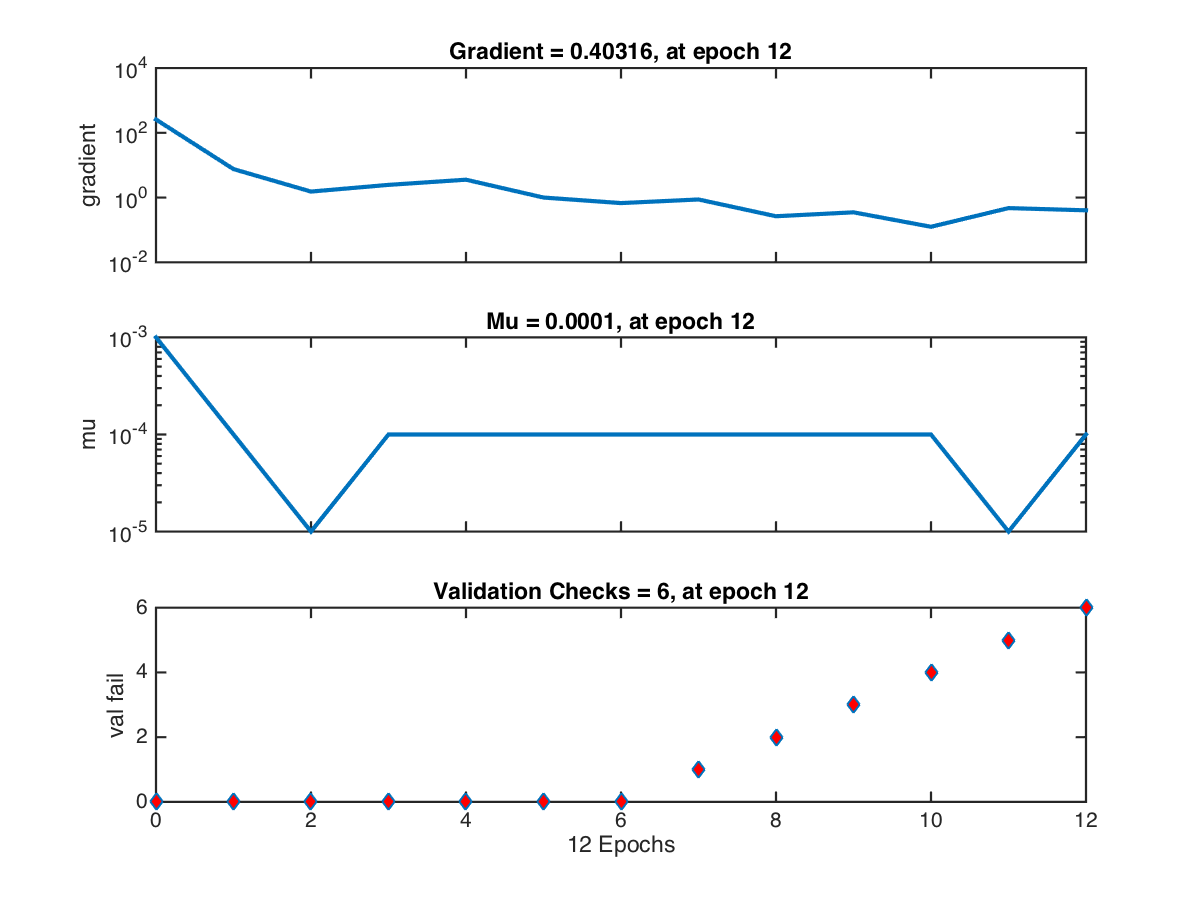 Gradient = 0.40316, at epoch 12
10^4
10^2
10^0
10^-2
gradient
Mu = 0.0001, at epoch 12
10^-3
10^-4
10^-5
mu
Validation Checks = 6, at epoch 12
6
4
2
0
val fail
0 2 4 6 8 10 12
12 Epochs